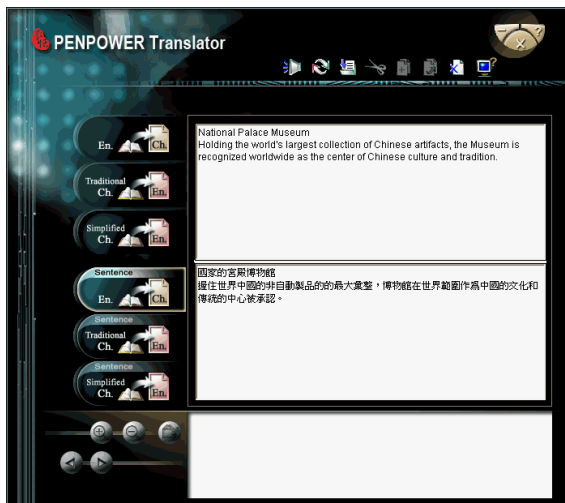 PENPOWER Translator
En. Ch.
Traditional Ch. En.
Simplified Ch. En.
Sentence
En. Ch.
Sentence
Traditional Ch. En.
Sentence
Simplified Ch. En.
National Palace Museum
Holding the world's largest collection of Chinese artifacts, the Museum is
recognized worldwide as the center of Chinese culture and tradition.
國家的宮殿博物館
握住世界中國的非自動製品的的最大彙整，博物館在世界範圍作爲中國的文化和
傳統的中心被承認。